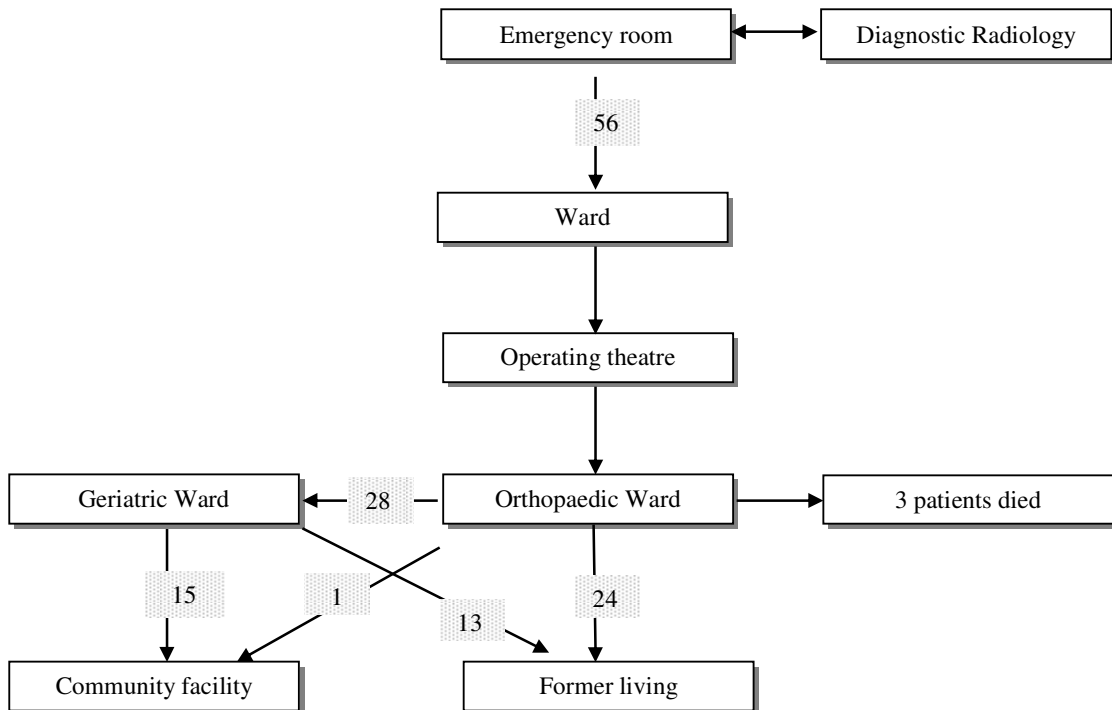 Emergency room
Diagnostic Radiology
56
Ward
Operating theatre
Geriatric Ward
28
Orthopaedic Ward
3 patients died
15
1
13
24
Community facility
Former living